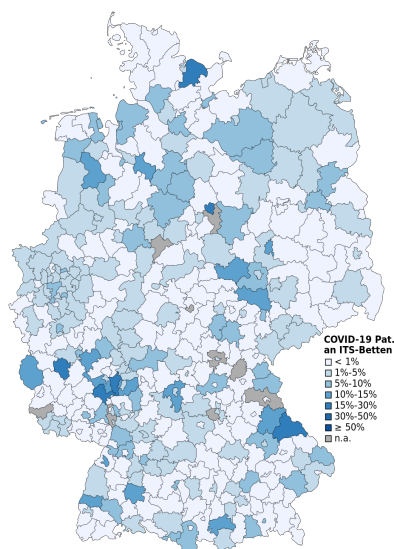 COVID-19 Pat.
an ITS-Betten
< 1%
1%-5%
5%-10%
10%-15%
15%-30%
30%-50%
≥ 50%
n.a.